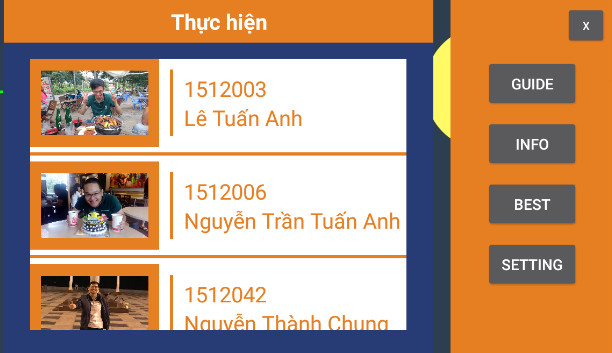 Thực hiện
x
1512003
Lê Tuấn Anh
GUIDE
INFO
1512006
Nguyễn Trần Tuấn Anh
BEST
SETTING
1512042
Nguyễn Thành Chung